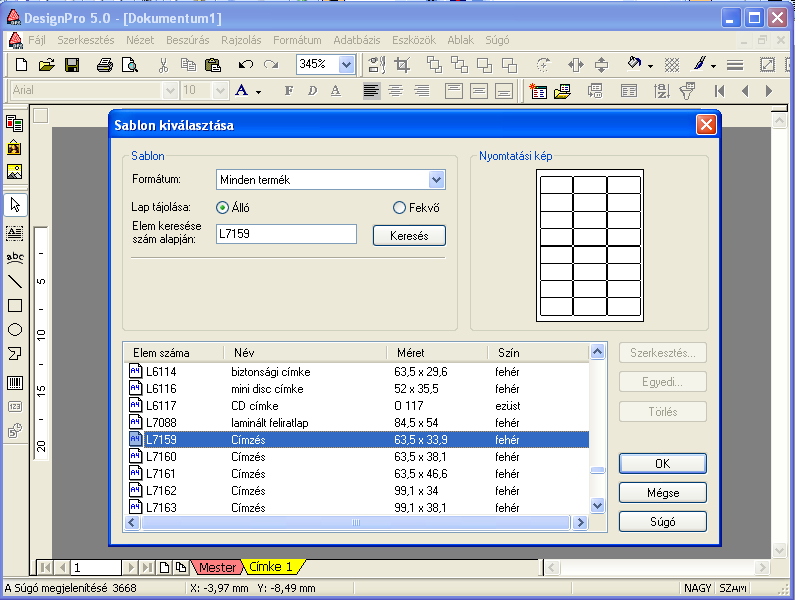 DesignPro 5.0 - [Dokumentum1]
Fájl Szerkesztés Nézet Beszúrás Rajzolás Formátum Adatbázis Eszközök Ablak Súgó
345%
Arial 10 A F D A
Sablon kiválasztása
Sablon
Nyomtatási kép
Formátum: Minden termék
Lap tájolása: Álló Fekvő
Elem keresése
szám alapján: L7159 Keresés
Elem száma Név Méret Szín
L6114 biztonsági címke 63,5 x 29,6 fehér
L6116 mini disc címke 52 x 35,5 fehér
L6117 CD címke O 117 ezüst
L7088 laminált feliratlap 84,5 x 54 fehér
L7159 Címzés 63,5 x 33,9 fehér
L7160 Címzés 63,5 x 38,1 fehér
L7161 Címzés 63,5 x 46,6 fehér
L7162 Címzés 99,1 x 34 fehér
L7163 Címzés 99,1 x 38,1 fehér
Szerkesztés...
Egyedi...
Törlés
OK
Mégse
Súgó
abc
123
5
10
15
20
1 Mester Címke 1
A Súgó megjelenítésé 3668 X: -3,97 mm Y: -8,49 mm NAGY SZÁM